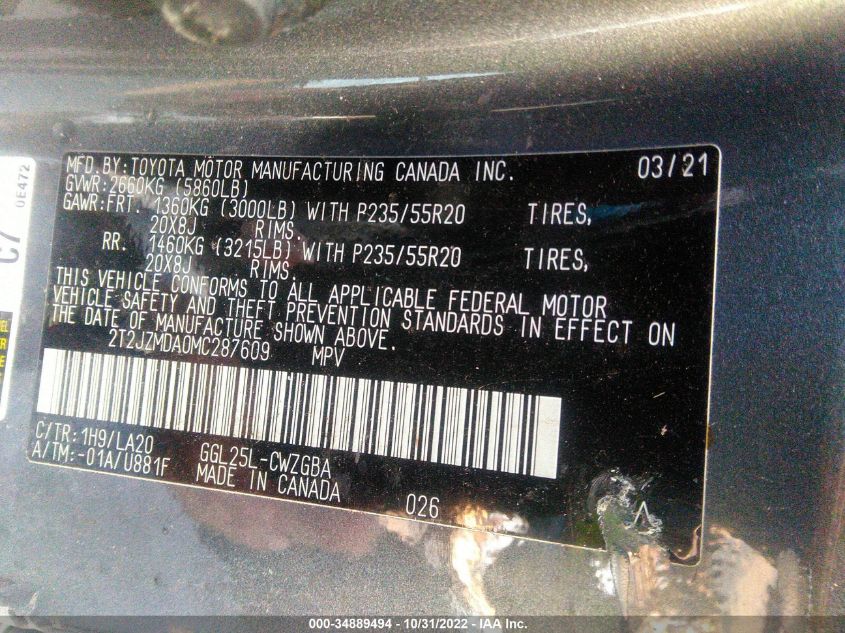 MFD.BY:TOYOTA MOTOR MANUFACTURING CANADA INC. 03/21
GVWR:2660KG (5860LB)
GAWR:FRT. 1360KG (3000LB) WITH P235/55R20 TIRES,
20X8J RIMS.
RR. 1460KG (3215LB) WITH P235/55R20 TIRES,
20X8J RIMS.
THIS VEHICLE CONFORMS TO ALL APPLICABLE FEDERAL MOTOR
VEHICLE SAFETY AND THEFT PREVENTION STANDARDS IN EFFECT ON
THE DATE OF MANUFACTURE SHOWN ABOVE.
2T2JZMDA0MC287609 MPV
C/TR:1H9/LA20 GGL25L-CWZGBA
A/TM:-01A/U881F MADE IN CANADA
026
C7
0E472
000-34889494 - 10/31/2022 - IAA Inc.